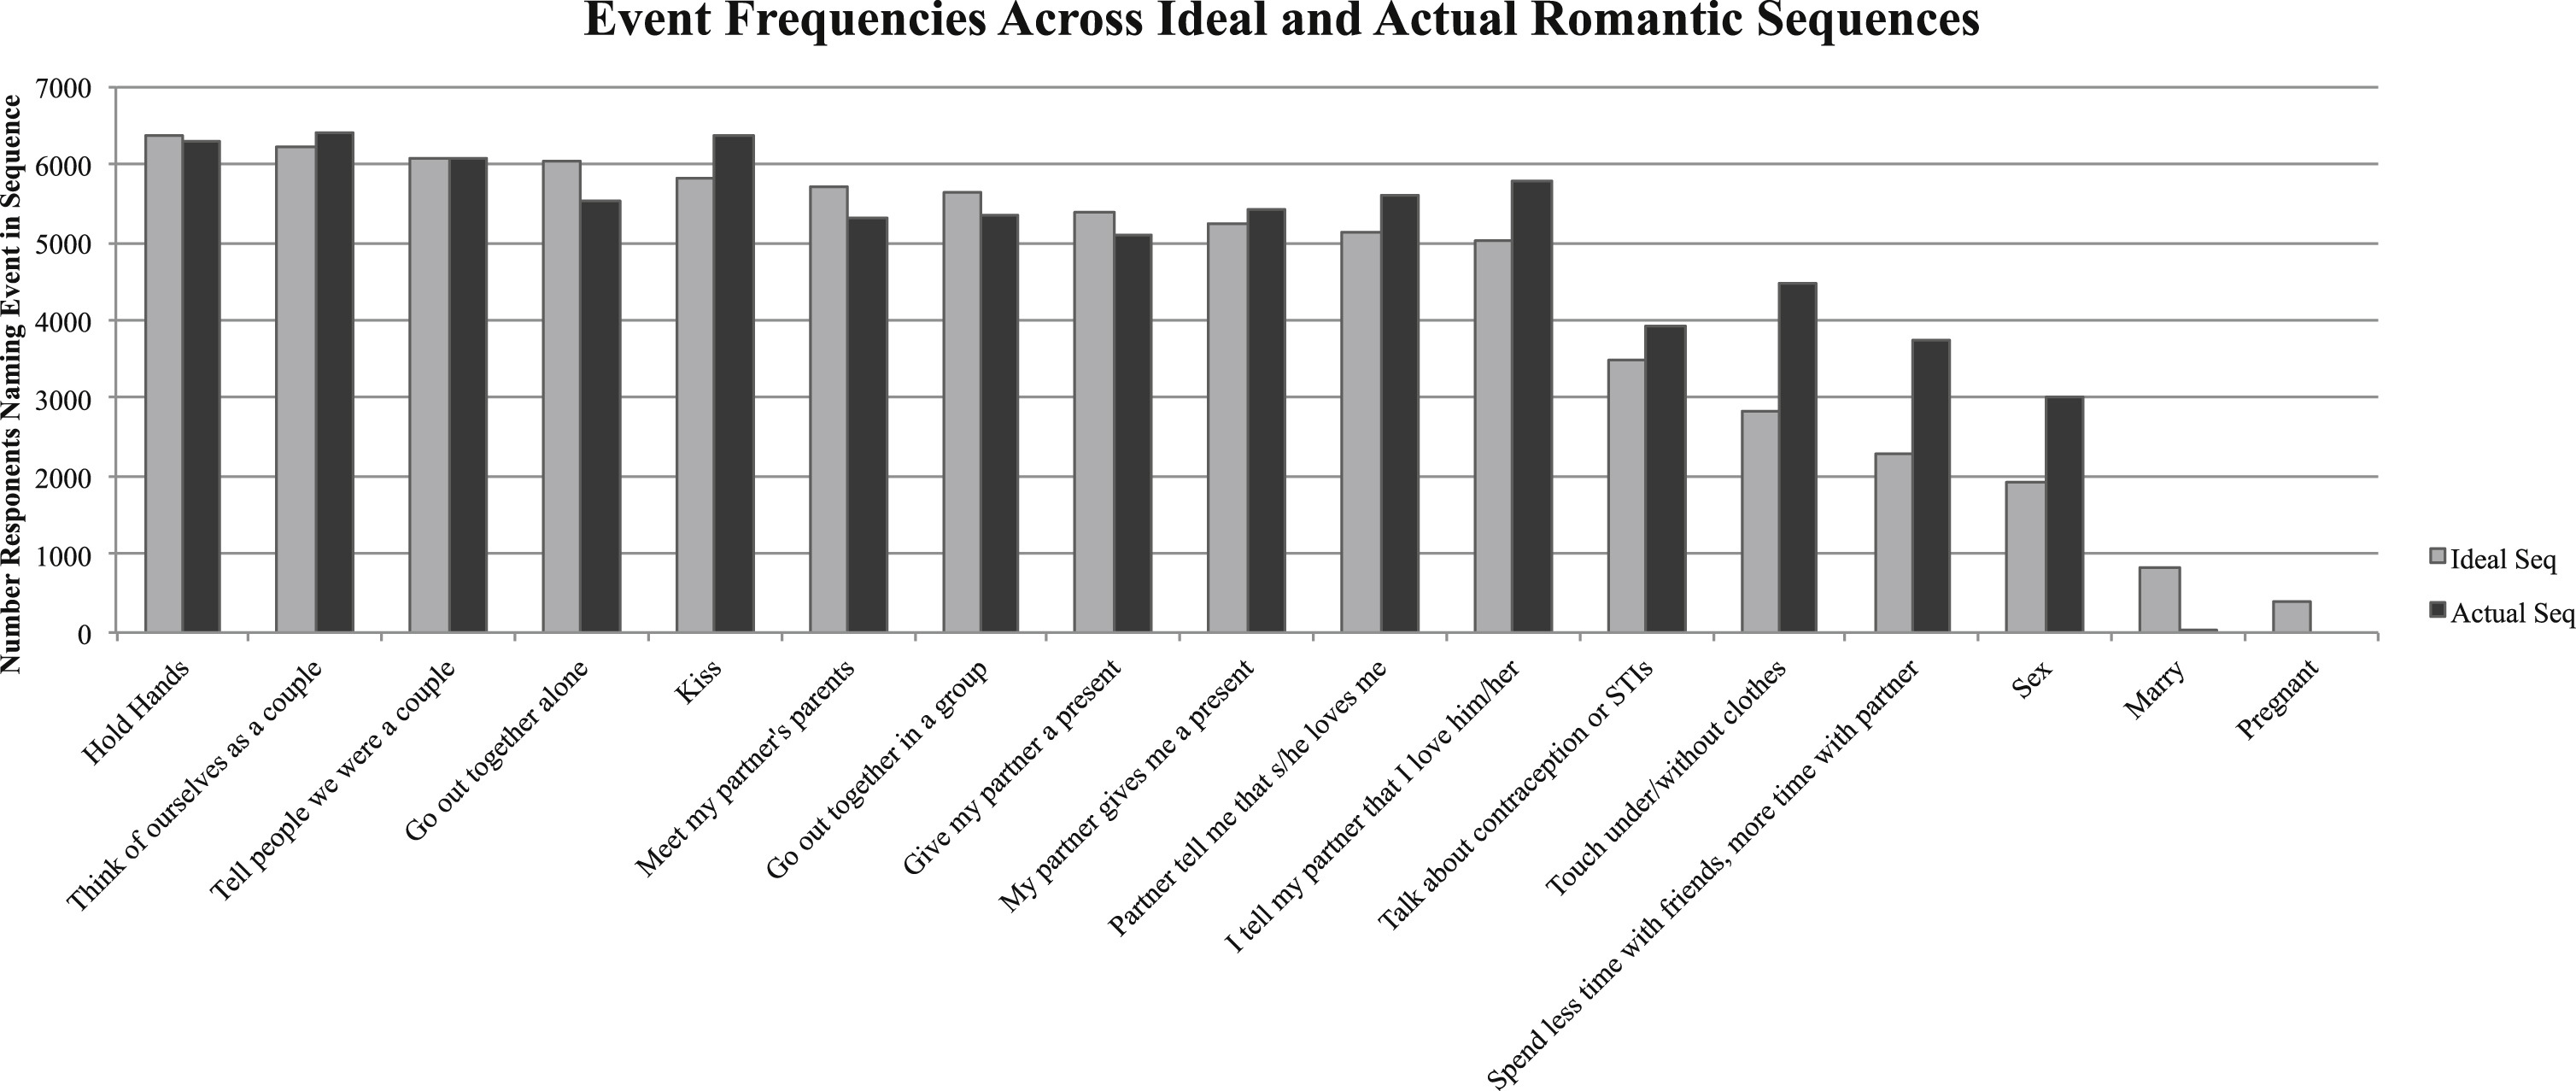 Event Frequencies Across Ideal and Actual Romantic Sequences
Number Responents Naming Event in Sequence
7000
6000
5000
4000
3000
2000
1000
0
Hold Hands
Think of ourselves as a couple
Tell people we were a couple
Go out together alone
Kiss
Meet my partner's parents
Go out together in a group
Give my partner a present
My partner gives me a present
Partner tell me that s/he loves me
I tell my partner that I love him/her
Talk about contraception or STIs
Touch under/without clothes
Spend less time with friends, more time with partner
Sex
Marry
Pregnant
Ideal Seq
Actual Seq